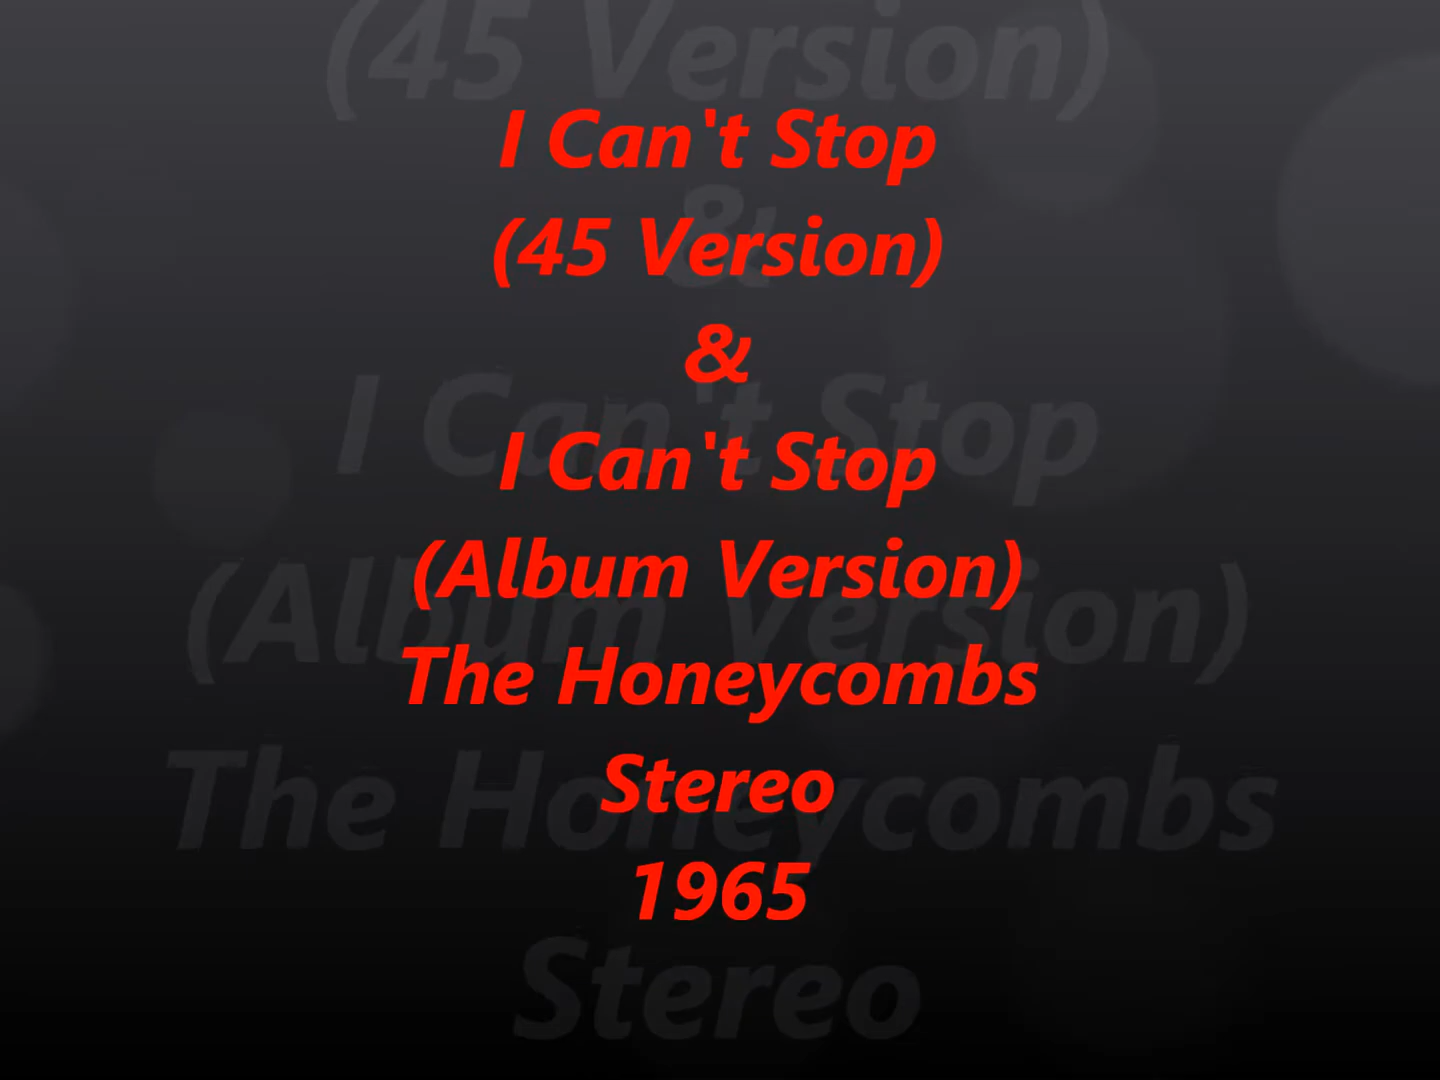 I Can't Stop
(45 Version)
&
I Can't Stop
(Album Version)
The Honeycombs
Stereo
1965